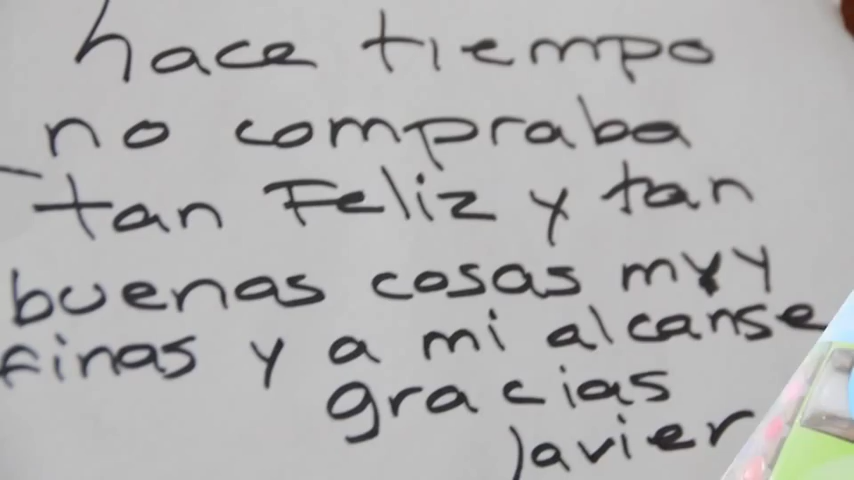 hace tiempo
no compraba
tan Feliz y tan
buenas cosas muy
finas y a mi alcanse
gracias
Javier